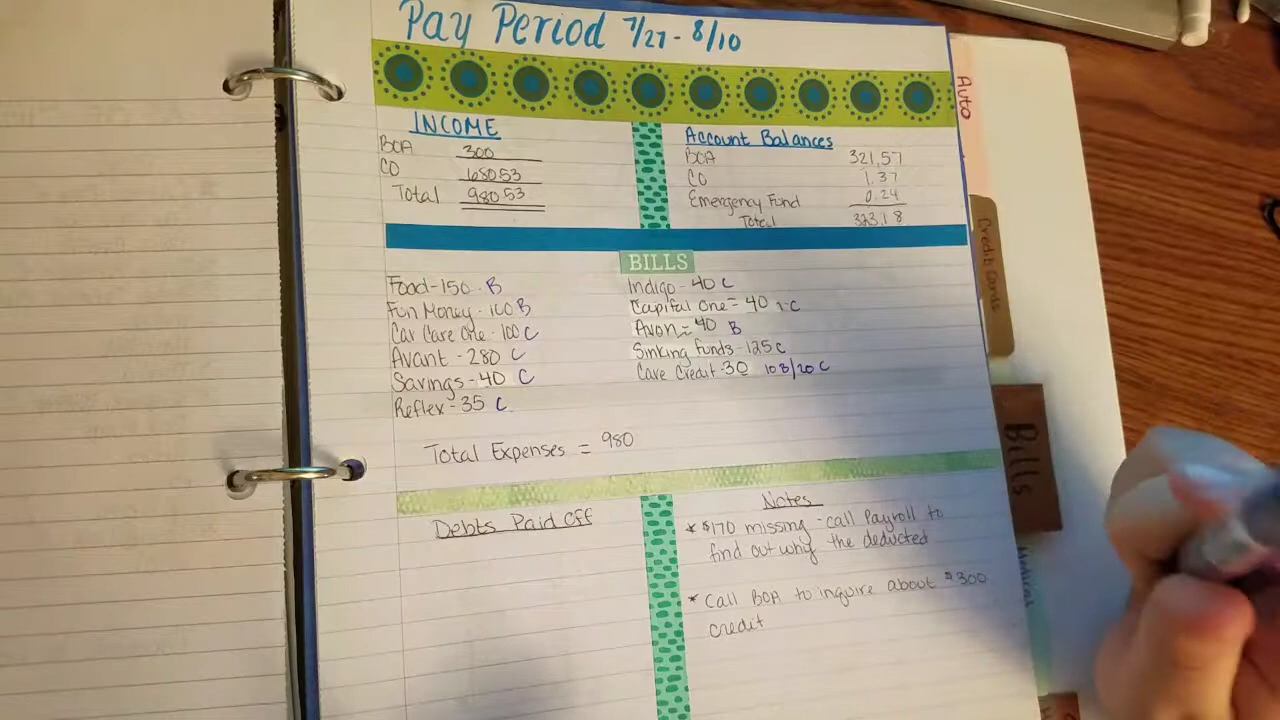 Pay Period 7/27 - 8/10
INCOME
BOA 300
CO 680.53
Total 980.53
Account Balances
BOA 321.57
CO 1.37
Emergency Fund 0.24
Total 323.18
BILLS
Food - 150 B
Fun Money - 100 B
Car Care One - 100 C
Avant - 280 C
Savings - 40 C
Reflex - 35 C
Indigo - 40 C
Capital One = 40 C
Avon = 40 B
Sinking Funds - 125 C
Care Credit - 30 10B/20 C
Total Expenses = 980
Debts Paid Off
Notes
* $170 missing - call Payroll to
find out why the deducted
* Call BOA to inquire about $300
credit
Auto
Credit Cards
Bills